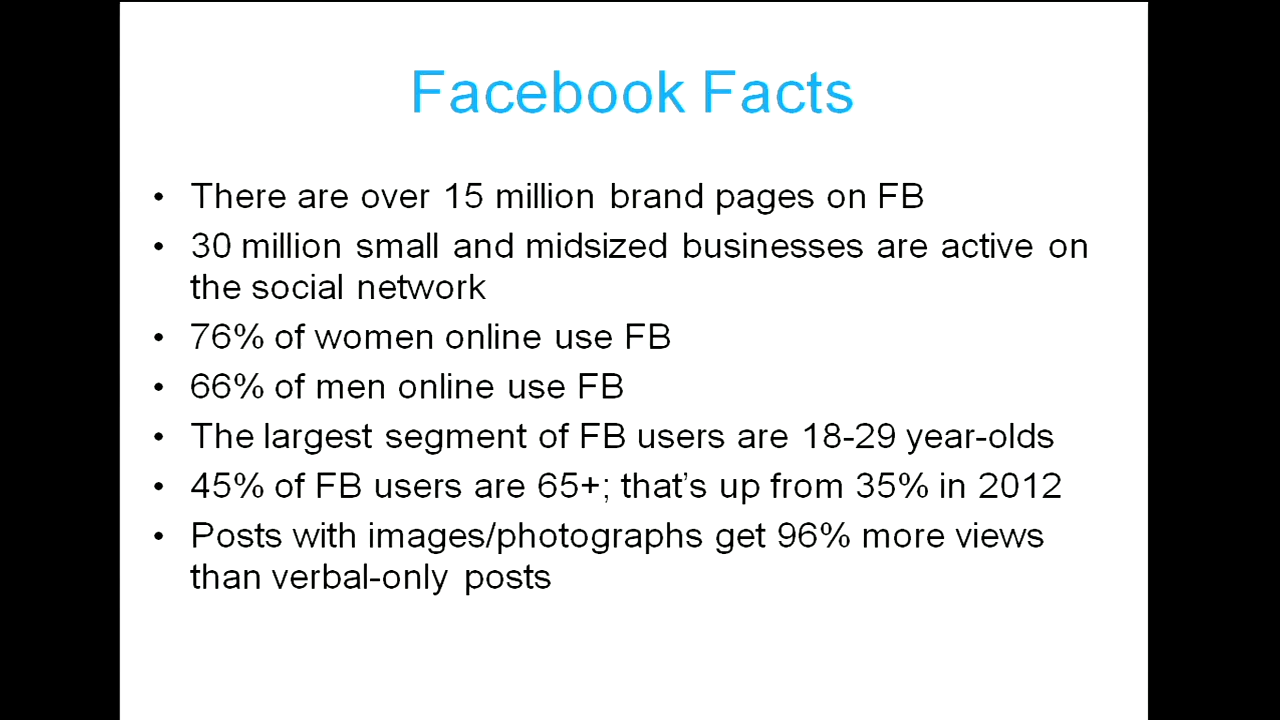 Facebook Facts
• There are over 15 million brand pages on FB
• 30 million small and midsized businesses are active on
the social network
• 76% of women online use FB
• 66% of men online use FB
• The largest segment of FB users are 18-29 year-olds
• 45% of FB users are 65+; that’s up from 35% in 2012
• Posts with images/photographs get 96% more views
than verbal-only posts